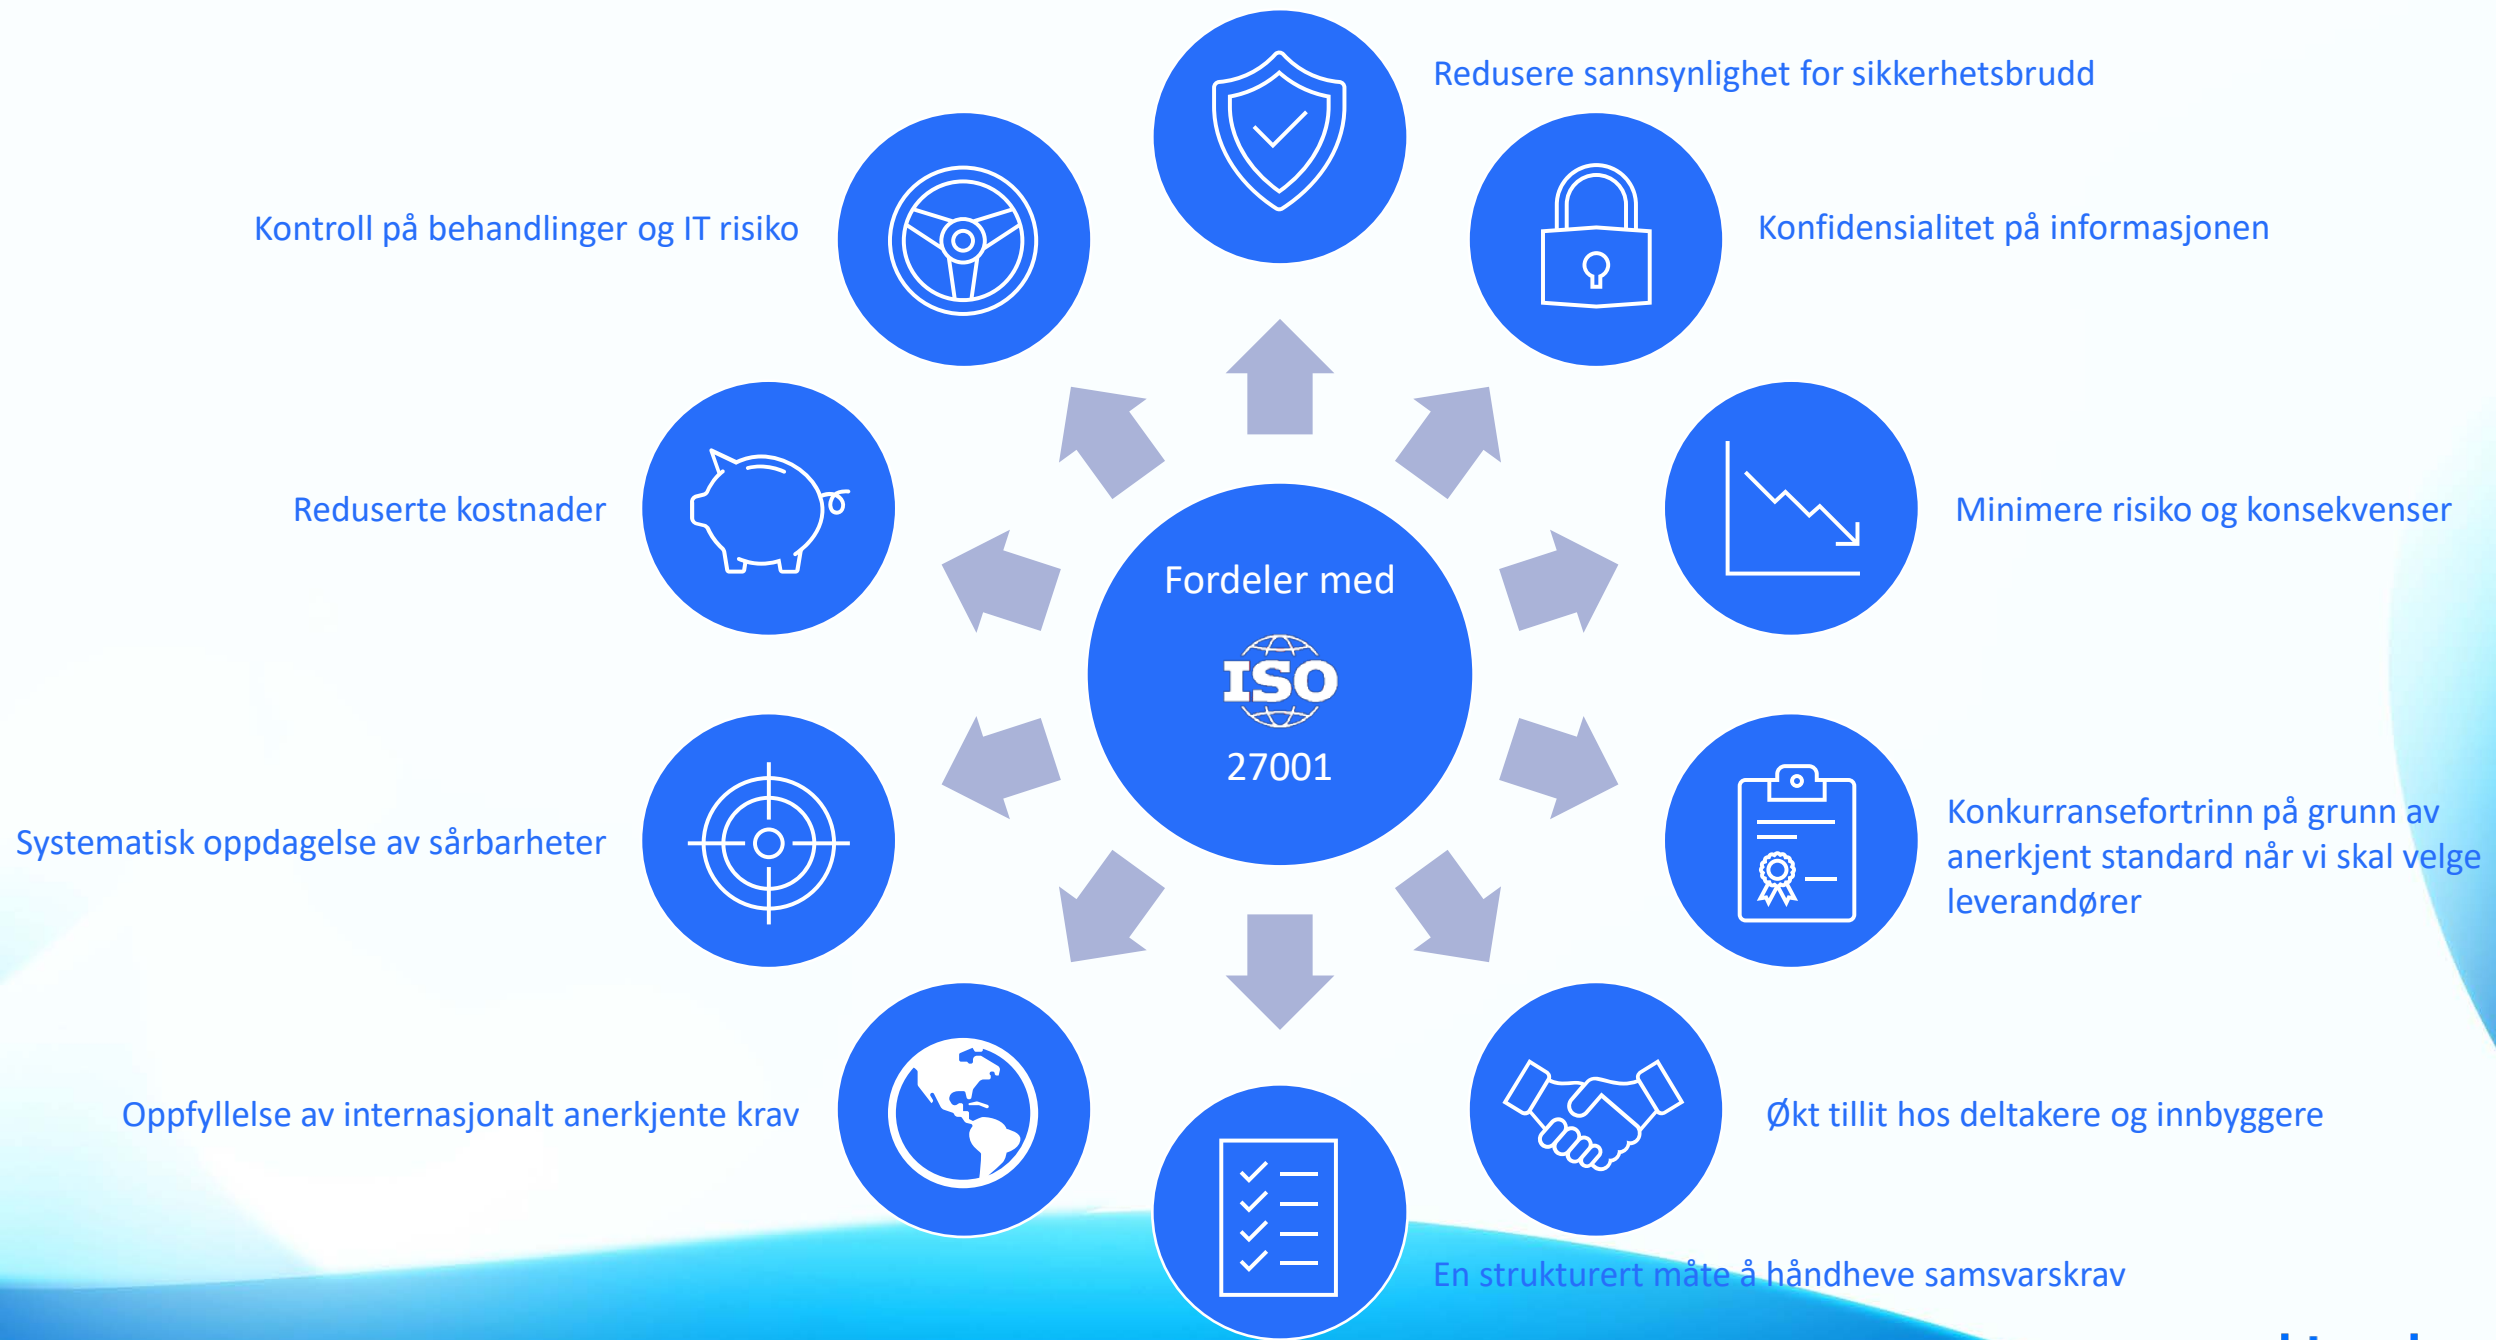 Redusere sannsynlighet for sikkerhetsbrudd
Kontroll på behandlinger og IT risiko
Konfidensialitet på informasjonen
Reduserte kostnader
Minimere risiko og konsekvenser
Fordeler med
ISO
27001
Systematisk oppdagelse av sårbarheter
Konkurransefortrinn på grunn av
anerkjent standard når vi skal velge
leverandører
Oppfyllelse av internasjonalt anerkjente krav
Økt tillit hos deltakere og innbyggere
En strukturert måte å håndheve samsvarskrav